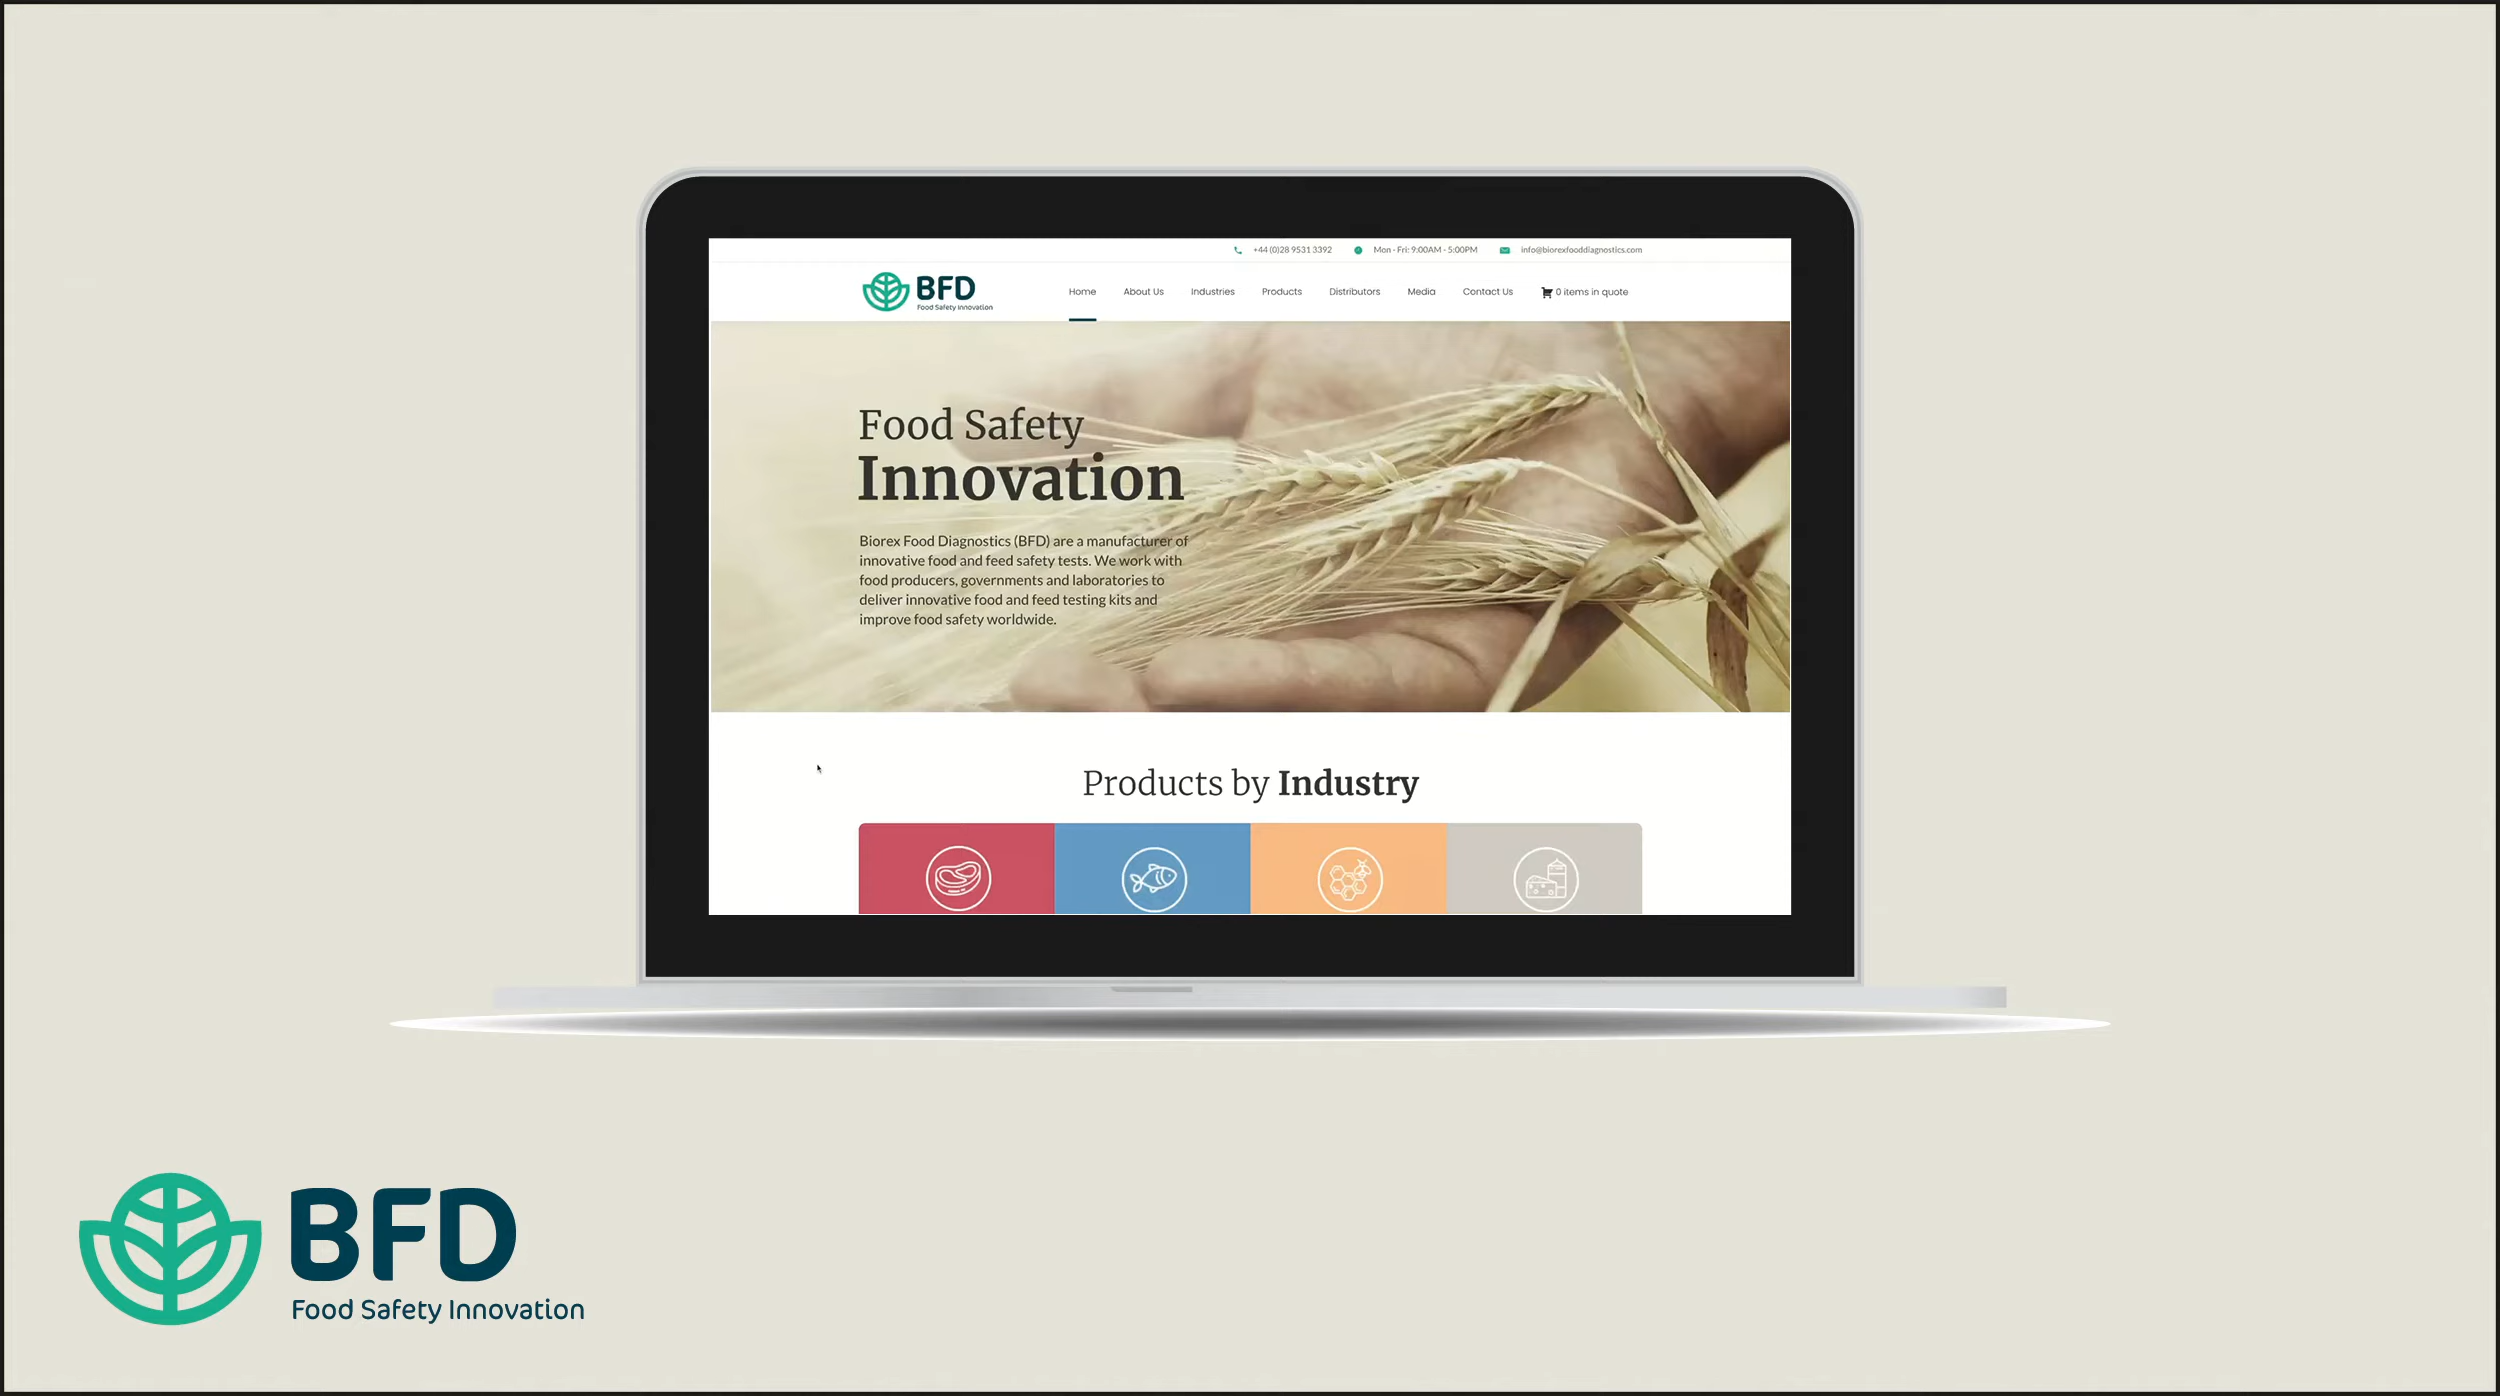 +44 (0)28 9531 3392 Mon - Fri: 9:00AM - 5:00PM info@biorexfooddiagnostics.com
BFD
Food Safety Innovation
Home About Us Industries Products Distributors Media Contact Us 0 items in quote
Food Safety
Innovation
Biorex Food Diagnostics (BFD) are a manufacturer of
innovative food and feed safety tests. We work with
food producers, governments and laboratories to
deliver innovative food and feed testing kits and
improve food safety worldwide.
Products by Industry
BFD
Food Safety Innovation